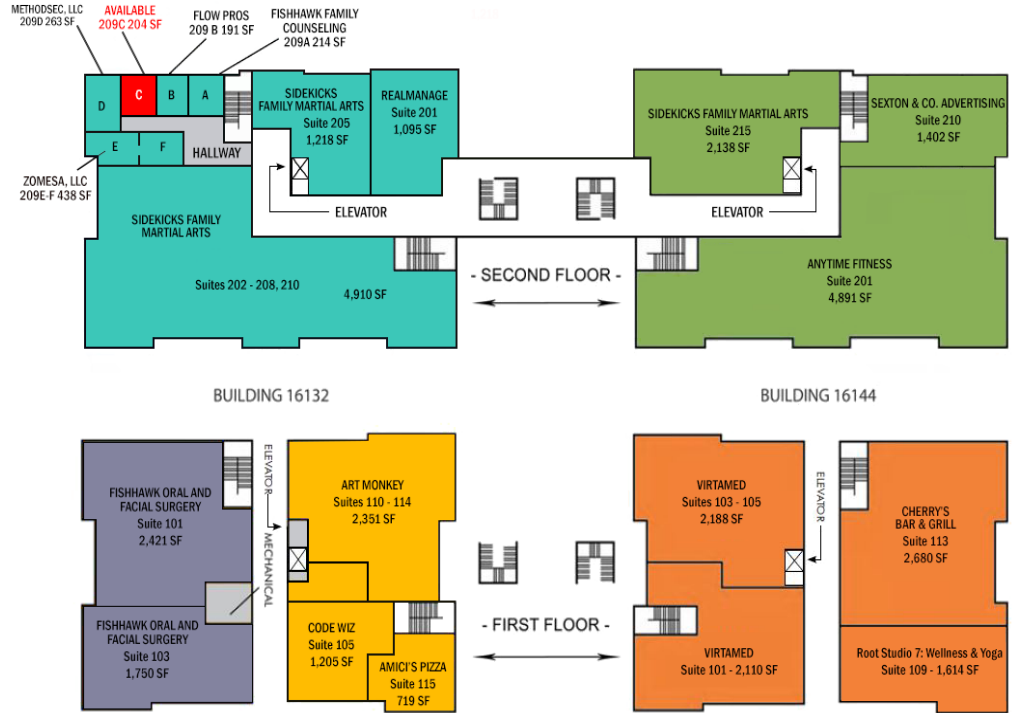 METHODSEC, LLC
209D 263 SF
AVAILABLE
209C 204 SF
FLOW PROS
209 B 191 SF
FISHHAWK FAMILY
COUNSELING
209A 214 SF
D
C
B
A
E
F
HALLWAY
ZOMESA, LLC
209E-F 438 SF
SIDEKICKS
FAMILY MARTIAL ARTS
Suite 205
1,218 SF
REALMANAGE
Suite 201
1,095 SF
ELEVATOR
SIDEKICKS FAMILY
MARTIAL ARTS
Suites 202 - 208, 210
4,910 SF
- SECOND FLOOR -
SIDEKICKS FAMILY MARTIAL ARTS
Suite 215
2,138 SF
SEXTON & CO. ADVERTISING
Suite 210
1,402 SF
ELEVATOR
ANYTIME FITNESS
Suite 201
4,891 SF
BUILDING 16132
BUILDING 16144
FISHHAWK ORAL AND
FACIAL SURGERY
Suite 101
2,421 SF
ELEVATOR
MECHANICAL
FISHHAWK ORAL AND
FACIAL SURGERY
Suite 103
1,750 SF
ART MONKEY
Suites 110 - 114
2,351 SF
CODE WIZ
Suite 105
1,205 SF
AMICI'S PIZZA
Suite 115
719 SF
- FIRST FLOOR -
VIRTAMED
Suites 103 - 105
2,188 SF
ELEVATOR
VIRTAMED
Suite 101 - 2,110 SF
CHERRY'S
BAR & GRILL
Suite 113
2,680 SF
Root Studio 7: Wellness & Yoga
Suite 109 - 1,614 SF